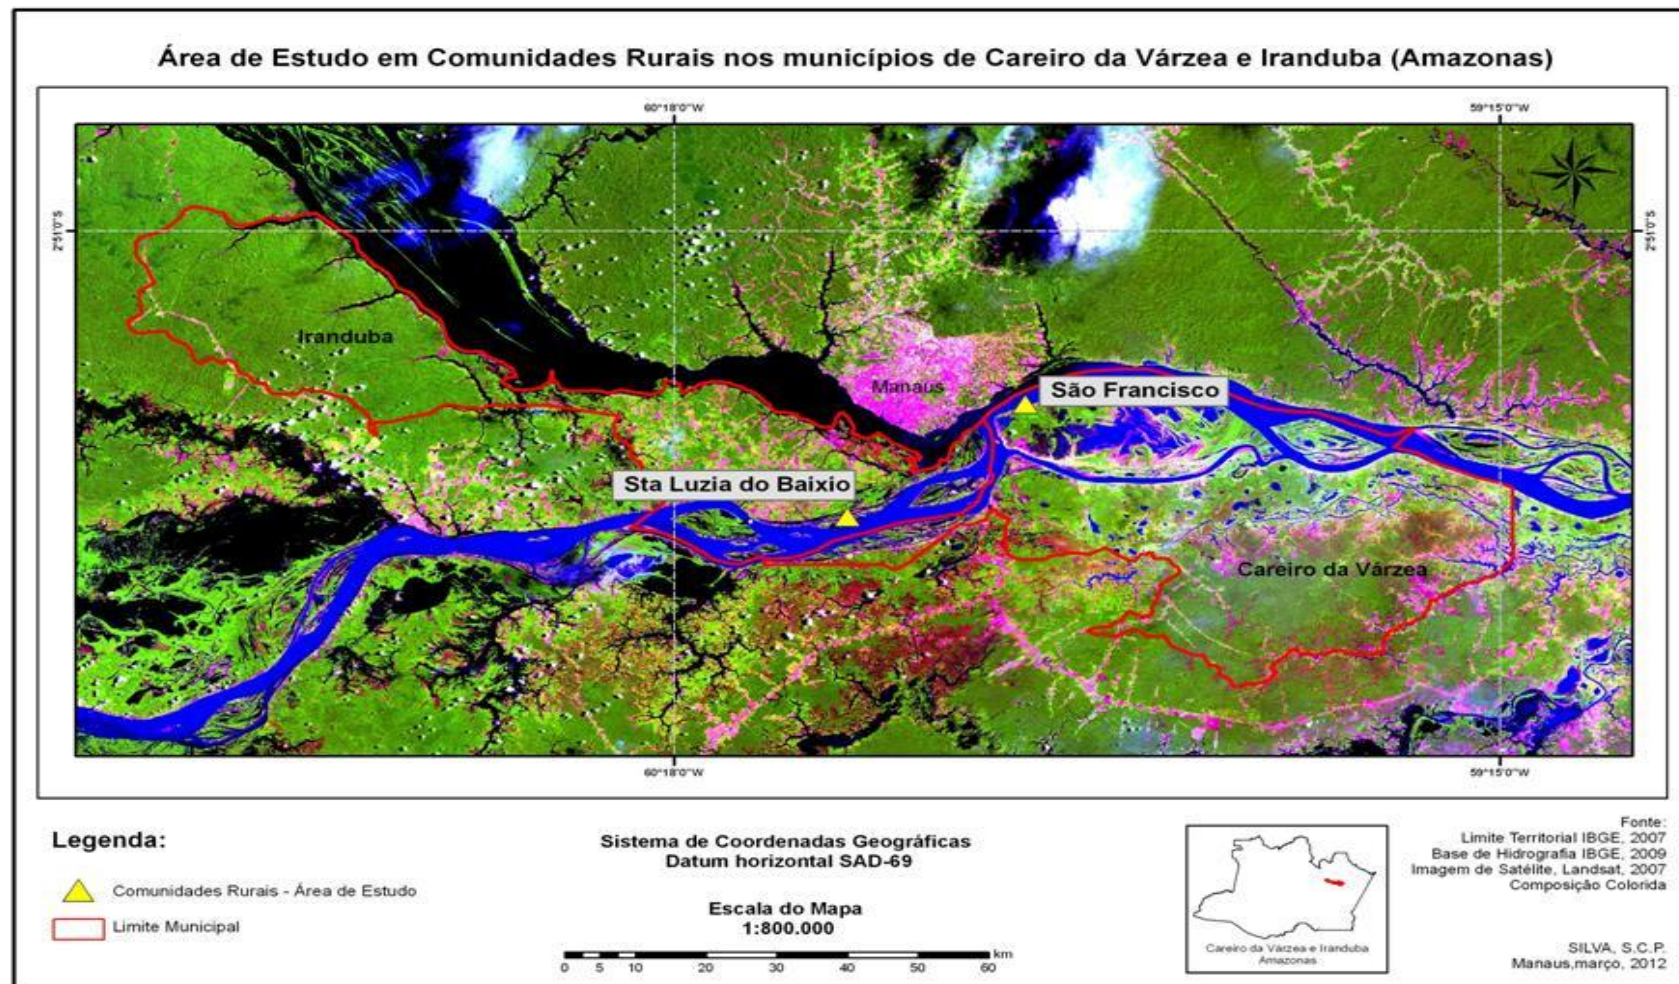 Área de Estudo em Comunidades Rurais nos municípios de Careiro da Várzea e Iranduba (Amazonas)
60°18'0"W
59°15'0"W
2°51'0"S
2°51'0"S
Iranduba
Manaus
São Francisco
Sta Luzia do Baixio
Careiro da Várzea
60°18'0"W
59°15'0"W
Legenda:
Comunidades Rurais - Área de Estudo
Limite Municipal
Sistema de Coordenadas Geográficas
Datum horizontal SAD-69
Escala do Mapa
1:800.000
km
0 5 10 20 30 40 50 60
Careiro da Várzea e Iranduba
Amazonas
Fonte:
Limite Territorial IBGE, 2007
Base de Hidrografia IBGE, 2009
Imagem de Satélite, Landsat, 2007
Composição Colorida
SILVA, S.C.P.
Manaus,março, 2012